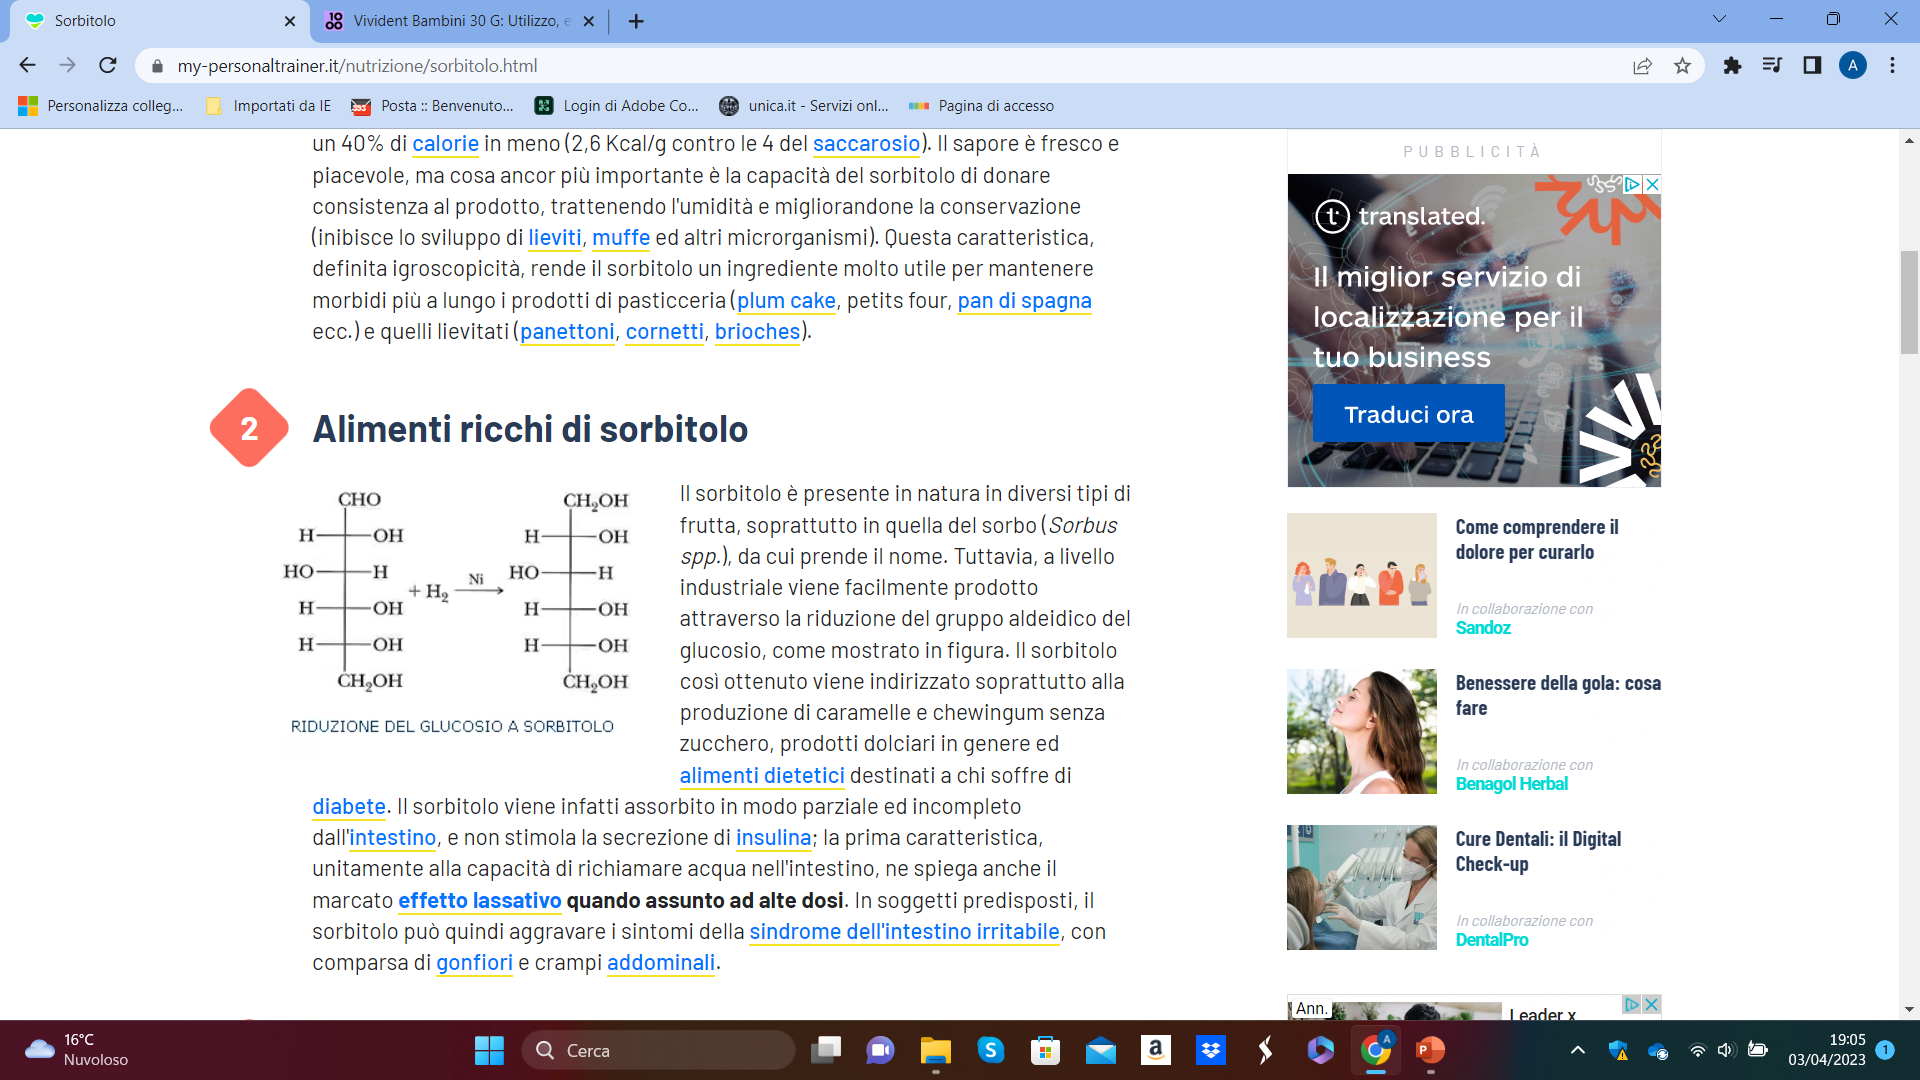 Sorbitolo
Vivident Bambini 30 G: Utilizzo, e
my-personaltrainer.it/nutrizione/sorbitolo.html
A
Personalizza colleg...
Importati da IE
Posta :: Benvenuto...
Login di Adobe Co...
unica.it - Servizi onl...
Pagina di accesso
un 40% di calorie in meno (2,6 Kcal/g contro le 4 del saccarosio). Il sapore è fresco e
piacevole, ma cosa ancor più importante è la capacità del sorbitolo di donare
consistenza al prodotto, trattenendo l'umidità e migliorandone la conservazione
(inibisce lo sviluppo di lieviti, muffe ed altri microrganismi). Questa caratteristica,
definita igroscopicità, rende il sorbitolo un ingrediente molto utile per mantenere
morbidi più a lungo i prodotti di pasticceria (plum cake, petits four, pan di spagna
ecc.) e quelli lievitati (panettoni, cornetti, brioches).
2
Alimenti ricchi di sorbitolo
CHO
H OH
HO H
H OH
H OH
CH₂OH
+ H₂
Ni
CH₂OH
H OH
HO H
H OH
H OH
CH₂OH
RIDUZIONE DEL GLUCOSIO A SORBITOLO
Il sorbitolo è presente in natura in diversi tipi di
frutta, soprattutto in quella del sorbo (Sorbus
spp.), da cui prende il nome. Tuttavia, a livello
industriale viene facilmente prodotto
attraverso la riduzione del gruppo aldeidico del
glucosio, come mostrato in figura. Il sorbitolo
così ottenuto viene indirizzato soprattutto alla
produzione di caramelle e chewingum senza
zucchero, prodotti dolciari in genere ed
alimenti dietetici destinati a chi soffre di
diabete. Il sorbitolo viene infatti assorbito in modo parziale ed incompleto
dall'intestino, e non stimola la secrezione di insulina; la prima caratteristica,
unitamente alla capacità di richiamare acqua nell'intestino, ne spiega anche il
marcato effetto lassativo quando assunto ad alte dosi. In soggetti predisposti, il
sorbitolo può quindi aggravare i sintomi della sindrome dell'intestino irritabile, con
comparsa di gonfiori e crampi addominali.
PUBBLICITÀ
translated.
Il miglior servizio di
localizzazione per il
tuo business
Traduci ora
Come comprendere il
dolore per curarlo
In collaborazione con
Sandoz
Benessere della gola: cosa
fare
In collaborazione con
Benagol Herbal
Cure Dentali: il Digital
Check-up
In collaborazione con
DentalPro
Ann.
Leader x
16°C
Nuvoloso
Cerca
19:05
03/04/2023
1